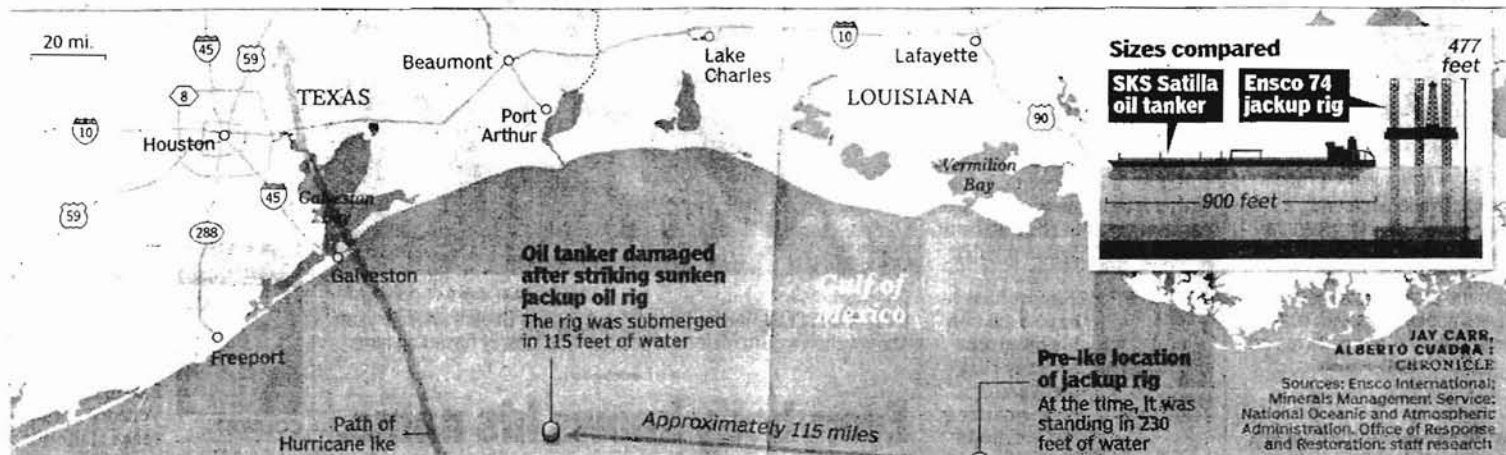 20 mi.
45
59
8
10
Houston
TEXAS
Beaumont
Port
Arthur
Lake
Charles
10
Lafayette
LOUISIANA
90
Vermilion
Bay
59
45
288
Galveston
Bay
Galveston
Freeport
Oil tanker damaged
after striking sunken
jackup oil rig
The rig was submerged
in 115 feet of water
Gulf of
Mexico
Path of
Hurricane Ike
Approximately 115 miles
Pre-Ike location
of jackup rig
At the time, it was
standing in 230
feet of water
Sizes compared
SKS Satilla
oil tanker
Ensco 74
jackup rig
477
feet
900 feet
JAY CARR,
ALBERTO CUADRA :
CHRONICLE
Sources: Ensco International;
Minerals Management Service;
National Oceanic and Atmospheric
Administration, Office of Response
and Restoration; staff research